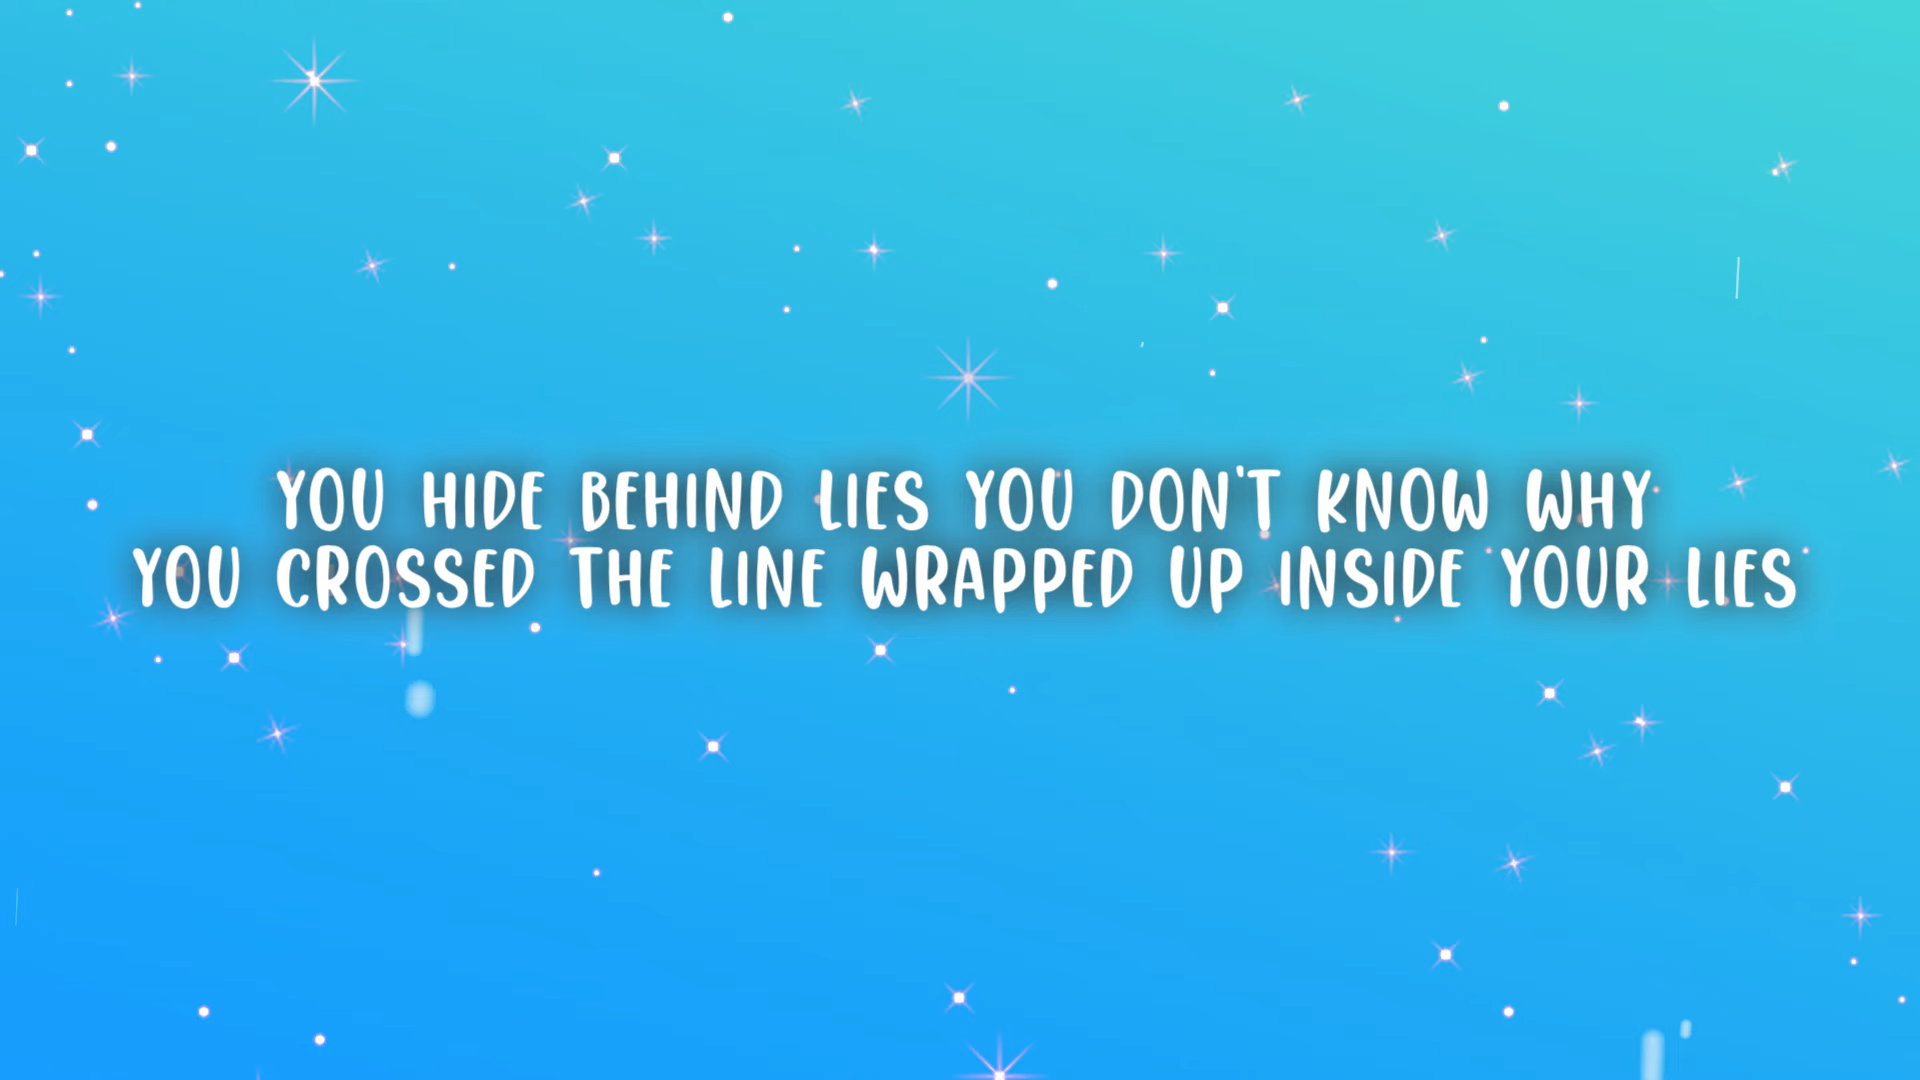 YOU HIDE BEHIND LIES YOU DON'T KNOW WHY
YOU CROSSED THE LINE WRAPPED UP INSIDE YOUR LIES